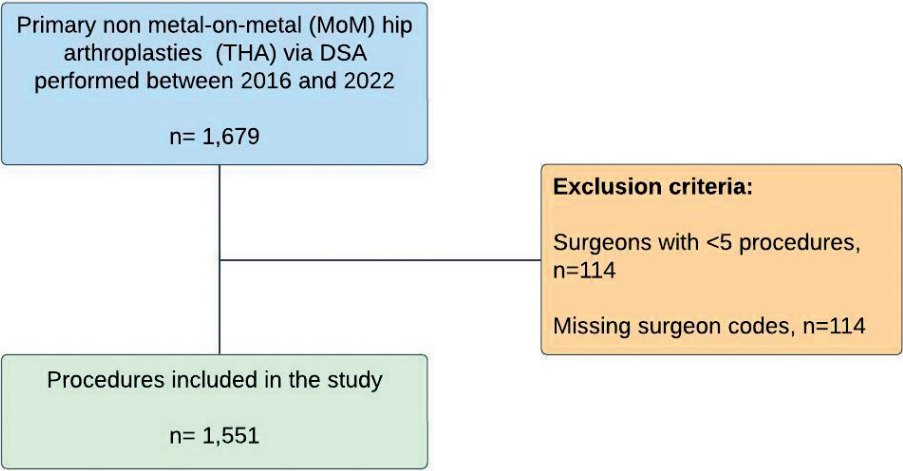 Primary non metal-on-metal (MoM) hip
arthroplasties (THA) via DSA
performed between 2016 and 2022
n= 1,679
Exclusion criteria:
Surgeons with <5 procedures,
n=114
Missing surgeon codes, n=114
Procedures included in the study
n= 1,551